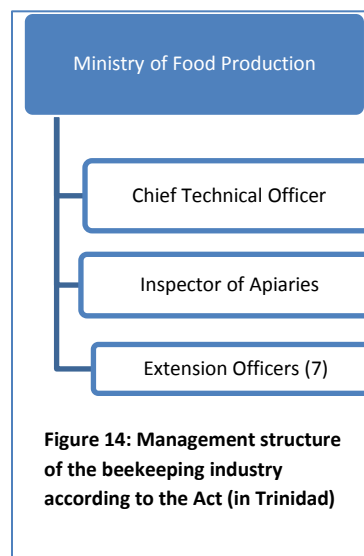 Ministry of Food Production
Chief Technical Officer
Inspector of Apiaries
Extension Officers (7)
Figure 14: Management structure
of the beekeeping industry
according to the Act (in Trinidad)